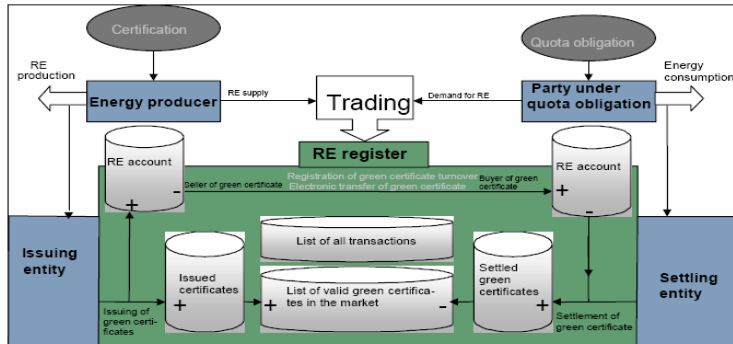 Certification
Quota obligation
RE
production
Energy
consumption
Energy producer
RE supply
Trading
Demand for RE
Party under
quota obligation
RE register
RE account
RE account
Registration of green certificate turnover
Electronic transfer of green certificate
- Seller of green certificate
Buyer of green
certificate
+
+
-
List of all transactions
Issuing
entity
Issued
certificates
+
List of valid green certifica-
tes in the market
+
-
Settled
green
certificates
+
Settling
entity
Issuing of
green certi-
ficates
Settlement of
green certificate